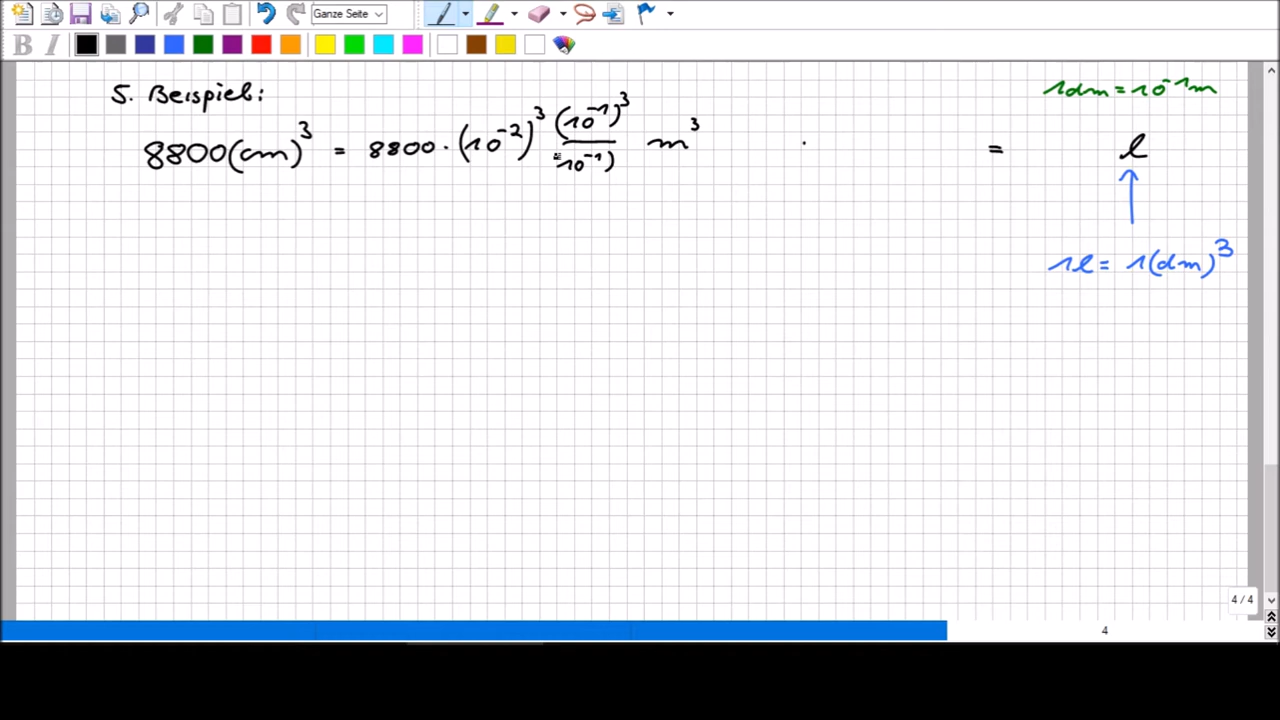 Ganze Seite
B I
5. Beispiel:
1dm = 10⁻¹m
8800(cm)³ = 8800 · (10⁻²)³ (10⁻¹)³ / 10⁻¹) m³ · = l
1l = 1(dm)³
4 / 4
4